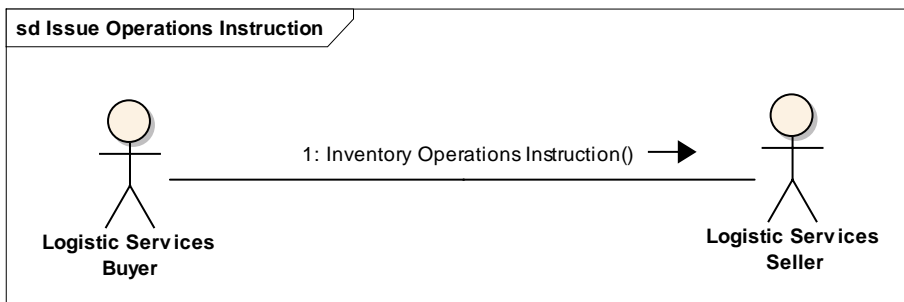 sd Issue Operations Instruction
1: Inventory Operations Instruction()
Logistic Services
Buyer
Logistic Services
Seller